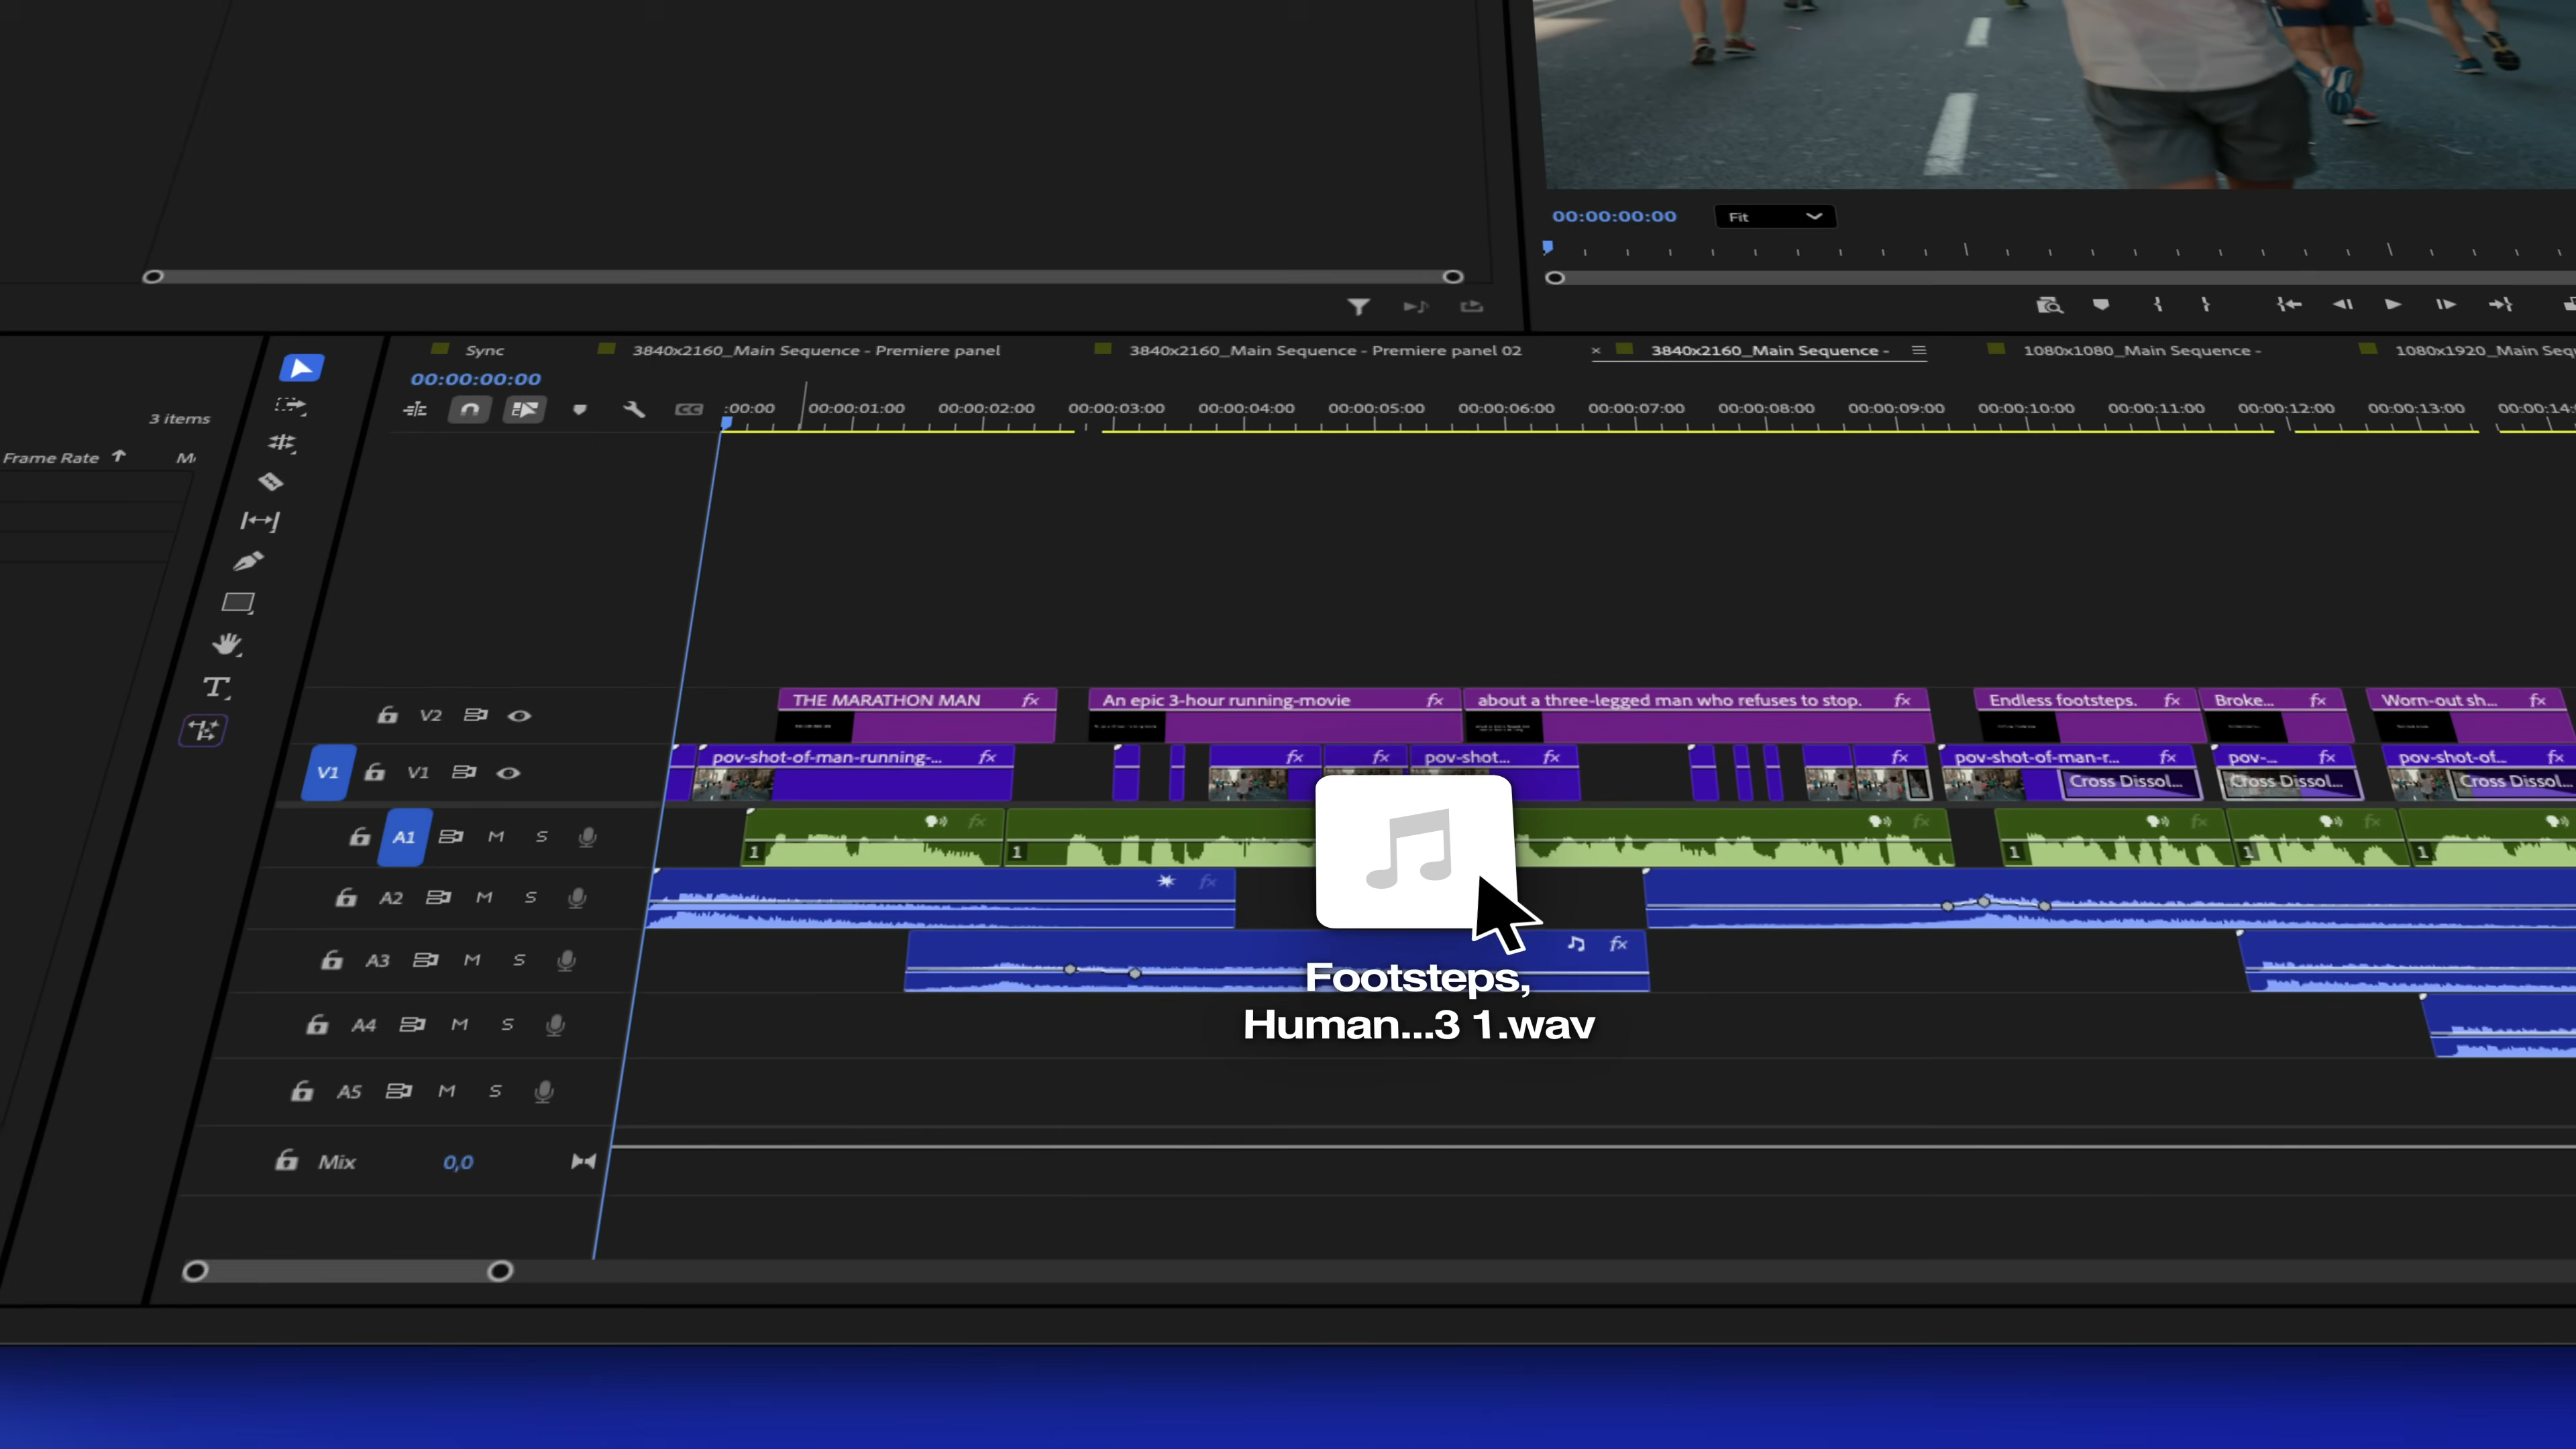 00:00:00:00
Fit
Sync
3840x2160_Main Sequence - Premiere panel
3840x2160_Main Sequence - Premiere panel 02
× 3840x2160_Main Sequence -
1080x1080_Main Sequence -
1080x1920_Main Seq
00:00:00:00
3 items
CC
:00:00
00:00:01:00
00:00:02:00
00:00:03:00
00:00:04:00
00:00:05:00
00:00:06:00
00:00:07:00
00:00:08:00
00:00:09:00
00:00:10:00
00:00:11:00
00:00:12:00
00:00:13:00
00:00:14:
Frame Rate
T
V2
THE MARATHON MAN fx
An epic 3-hour running-movie fx
about a three-legged man who refuses to stop. fx
Endless footsteps. fx
Broke... fx
Worn-out sh... fx
V1 V1
pov-shot-of-man-running-... fx
fx
fx
pov-shot... fx
fx
pov-shot-of-man-r... fx
Cross Dissol...
pov-... fx
Cross Dissol...
pov-shot-of... fx
Cross Dissol...
A1 M S
1 fx
1 fx
1 fx
1 fx
1
A2 M S
fx
A3 M S
fx
Footsteps,
Human...3 1.wav
A4 M S
A5 M S
Mix 0,0